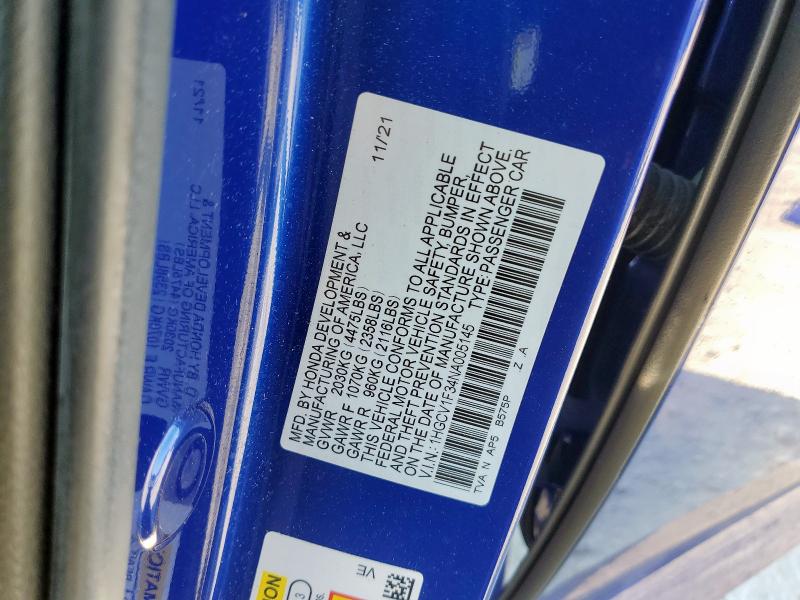 MFD. BY HONDA DEVELOPMENT &
MANUFACTURING OF AMERICA, LLC 11/'21
GVWR 2030KG (4475LBS)
GAWR F 1070KG (2358LBS)
GAWR R 960KG (2116LBS)
THIS VEHICLE CONFORMS TO ALL APPLICABLE
FEDERAL MOTOR VEHICLE SAFETY, BUMPER,
AND THEFT PREVENTION STANDARDS IN EFFECT
ON THE DATE OF MANUFACTURE SHOWN ABOVE.
V.I.N: 1HGCV1F34NA005145 TYPE: PASSENGER CAR
TVA N AP5 B575P Z A